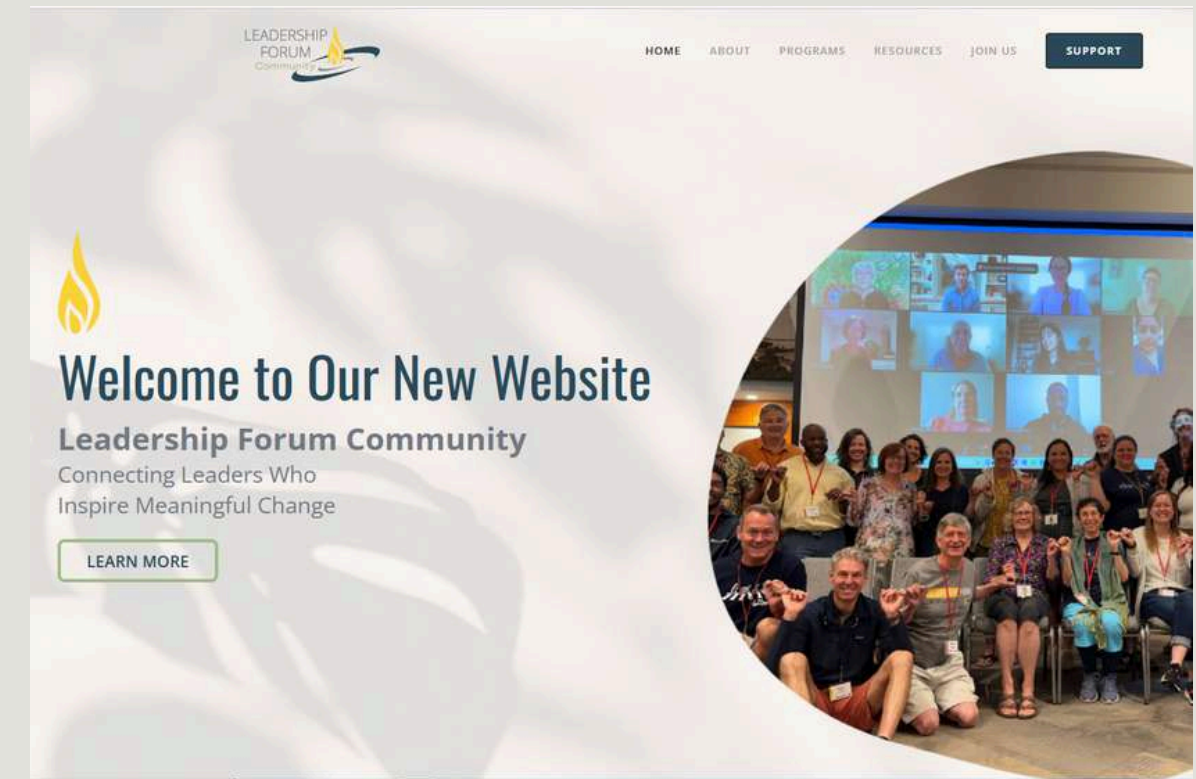 LEADERSHIP
FORUM
Community
HOME ABOUT PROGRAMS RESOURCES JOIN US SUPPORT
Welcome to Our New Website
Leadership Forum Community
Connecting Leaders Who
Inspire Meaningful Change
LEARN MORE